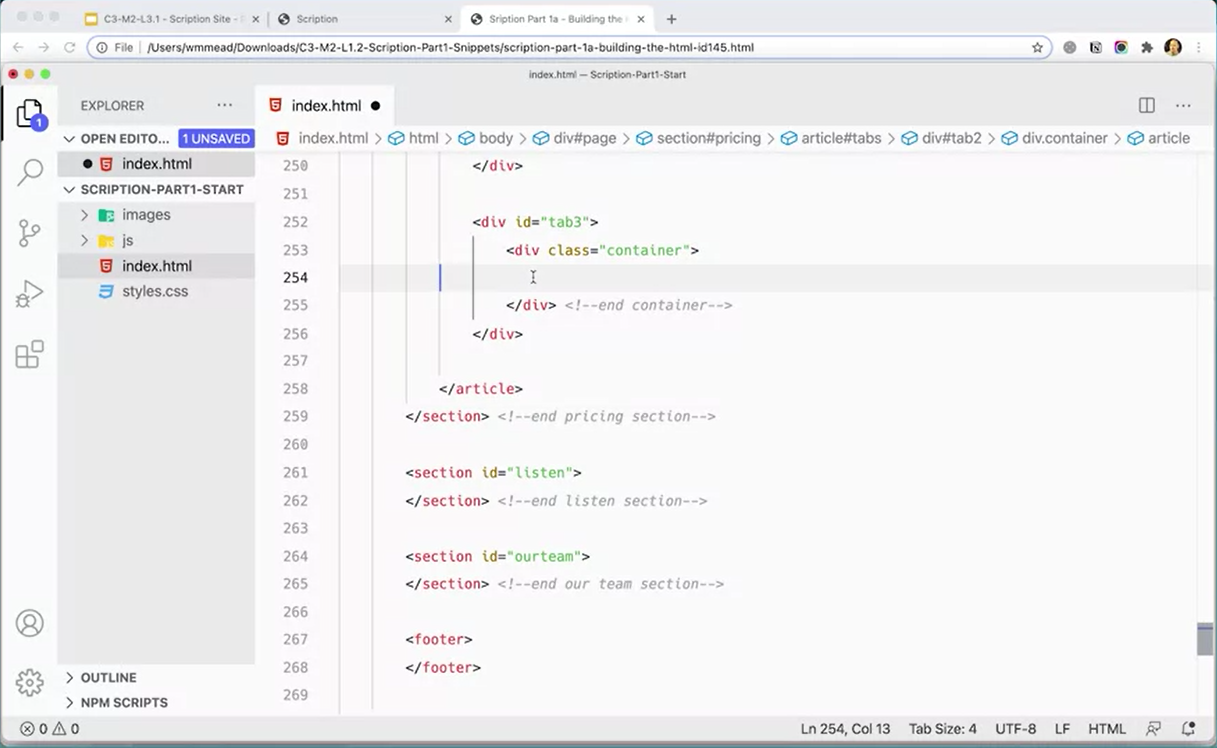 C3-M2-L3.1 - Scription Site -
Scription
Sription Part 1a - Building the
File /Users/wmmead/Downloads/C3-M2-L1.2-Scription-Part1-Snippets/scription-part-1a-building-the-html-id145.html
index.html — Scription-Part1-Start
EXPLORER ···
index.html ●
1
OPEN EDITO... 1 UNSAVED
index.html > html > body > div#page > section#pricing > article#tabs > div#tab2 > div.container > article
index.html
SCRIPTION-PART1-START
images
js
index.html
styles.css
250 </div>
251
252 <div id="tab3">
253 <div class="container">
254
255 </div> <!--end container-->
256 </div>
257
258 </article>
259 </section> <!--end pricing section-->
260
261 <section id="listen">
262 </section> <!--end listen section-->
263
264 <section id="ourteam">
265 </section> <!--end our team section-->
266
267 <footer>
268 </footer>
269
OUTLINE
NPM SCRIPTS
0 0 Ln 254, Col 13 Tab Size: 4 UTF-8 LF HTML